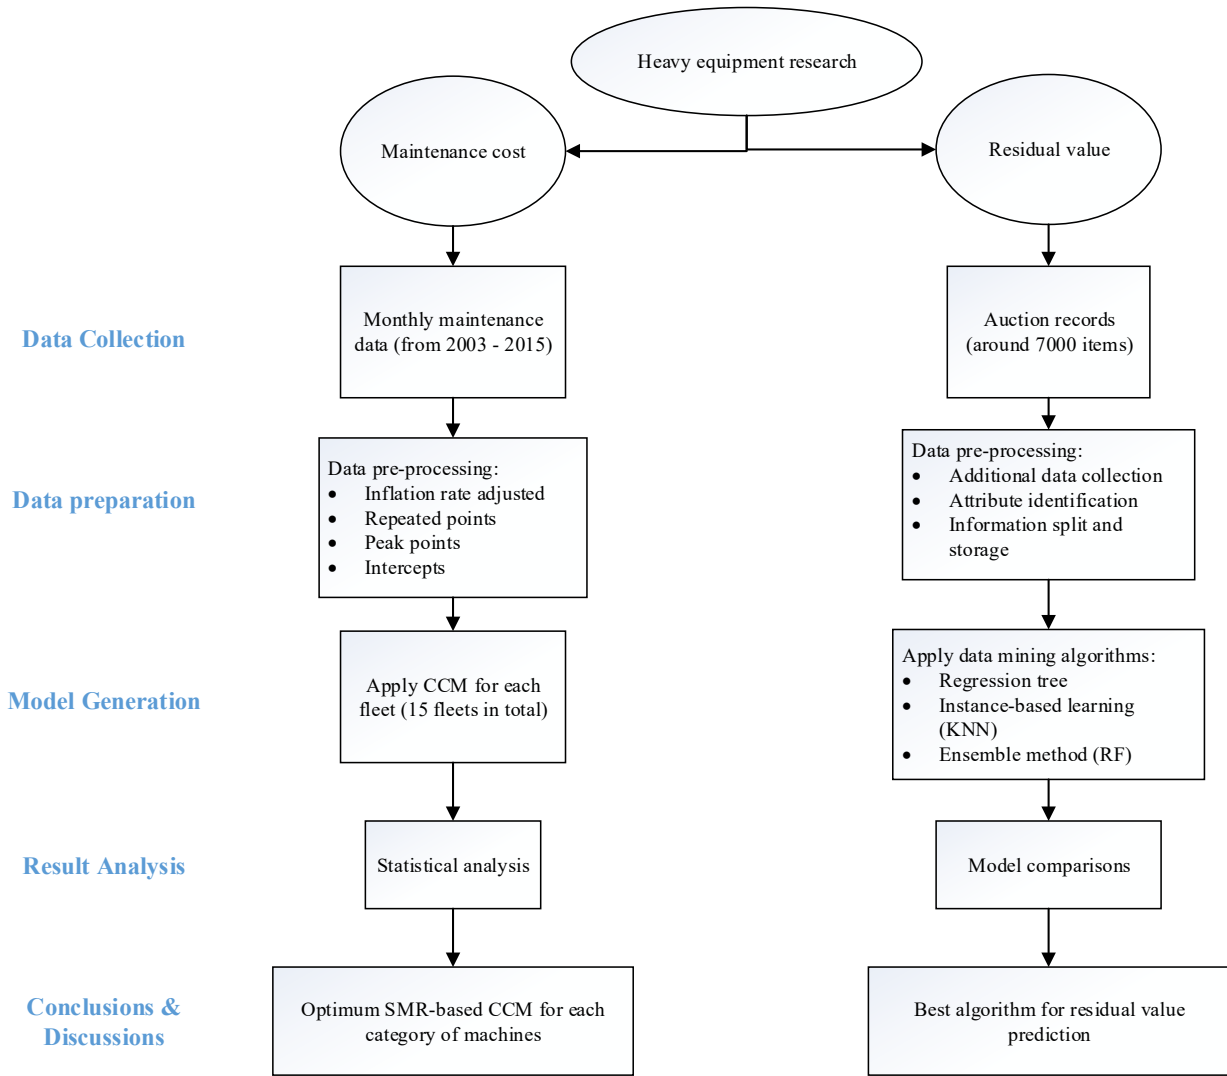 Heavy equipment research
Maintenance cost
Residual value
Data Collection
Monthly maintenance
data (from 2003 - 2015)
Auction records
(around 7000 items)
Data preparation
Data pre-processing:
• Inflation rate adjusted
• Repeated points
• Peak points
• Intercepts
Data pre-processing:
• Additional data collection
• Attribute identification
• Information split and
storage
Model Generation
Apply CCM for each
fleet (15 fleets in total)
Apply data mining algorithms:
• Regression tree
• Instance-based learning
(KNN)
• Ensemble method (RF)
Result Analysis
Statistical analysis
Model comparisons
Conclusions &
Discussions
Optimum SMR-based CCM for each
category of machines
Best algorithm for residual value
prediction